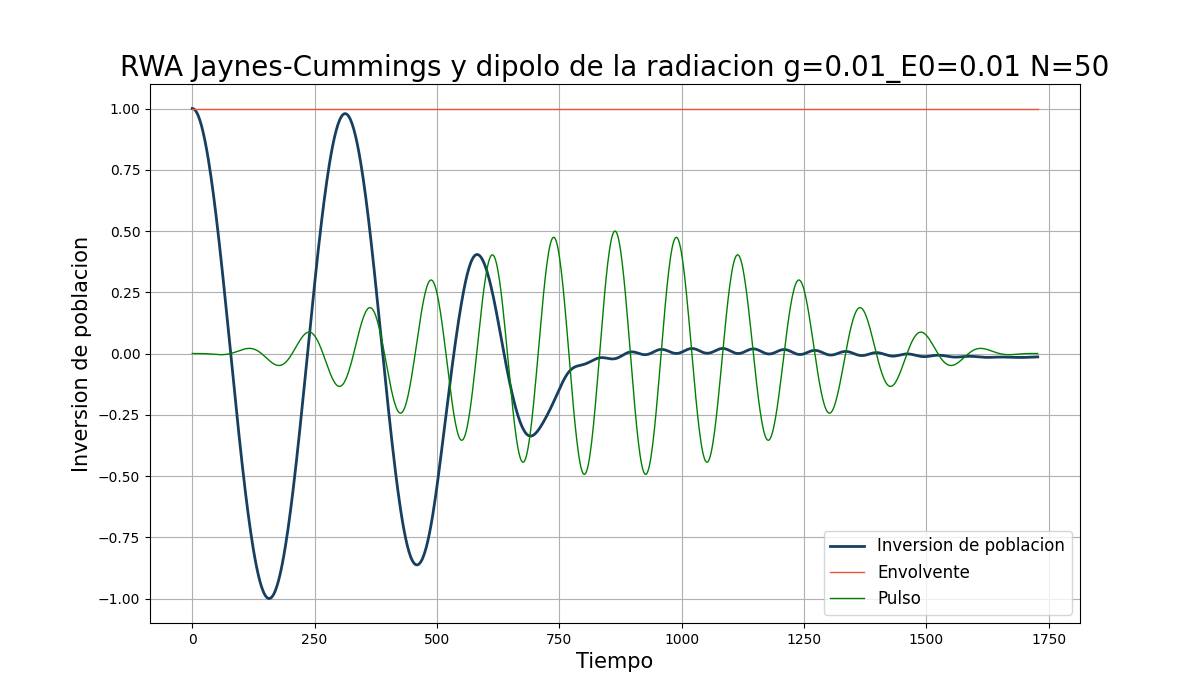 RWA Jaynes-Cummings y dipolo de la radiacion g=0.01_E0=0.01 N=50
Inversion de poblacion
1.00
0.75
0.50
0.25
0.00
−0.25
−0.50
−0.75
−1.00
Inversion de poblacion
Envolvente
Pulso
0 250 500 750 1000 1250 1500 1750
Tiempo